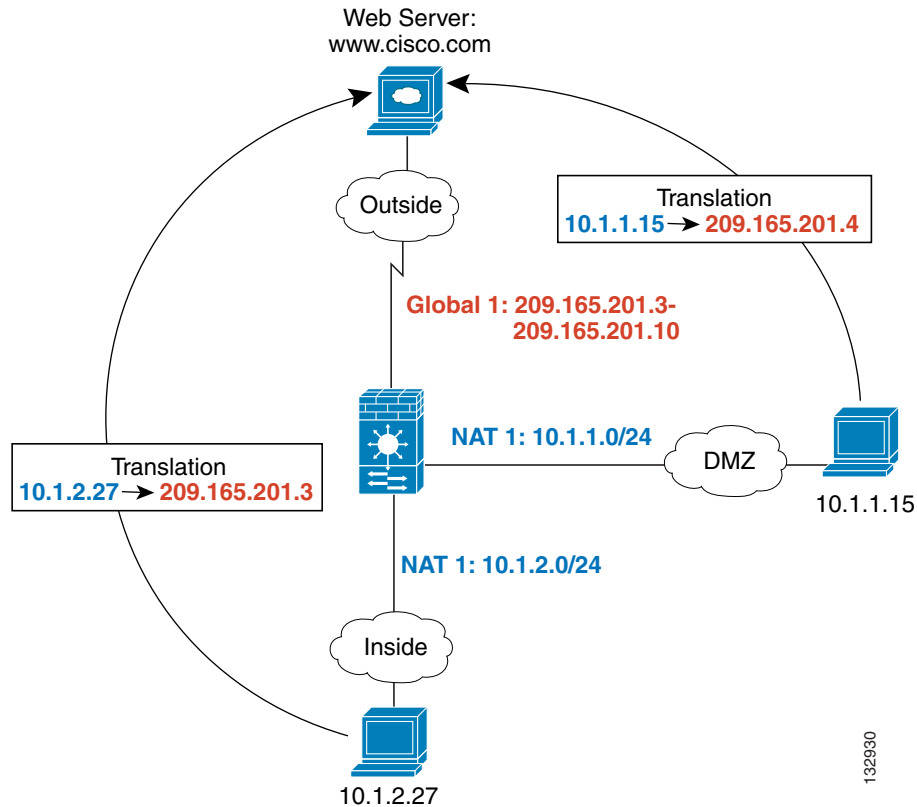 Web Server:
www.cisco.com
Outside
Translation
10.1.1.15 → 209.165.201.4
Global 1: 209.165.201.3-
209.165.201.10
NAT 1: 10.1.1.0/24
DMZ
10.1.1.15
Translation
10.1.2.27 → 209.165.201.3
NAT 1: 10.1.2.0/24
Inside
10.1.2.27
132930